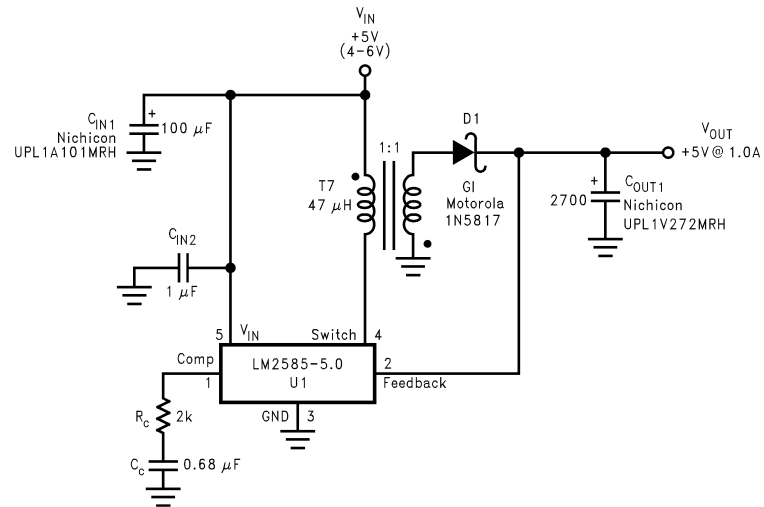 V_IN
+5V
(4-6V)
C_IN1
Nichicon
UPL1A101MRH
+
100 μF
D1
1:1
V_OUT
+5V@ 1.0A
T7
47 μH
GI
Motorola
1N5817
+
2700
C_OUT1
Nichicon
UPL1V272MRH
C_IN2
1 μF
5
V_IN
Switch
4
Comp
1
LM2585-5.0
U1
2
Feedback
GND
3
R_c
2k
C_c
0.68 μF